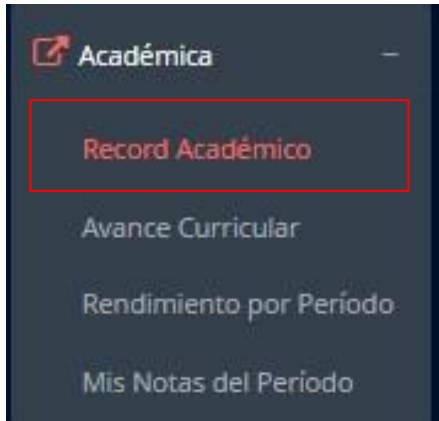 Académica
Record Académico
Avance Curricular
Rendimiento por Período
Mis Notas del Período